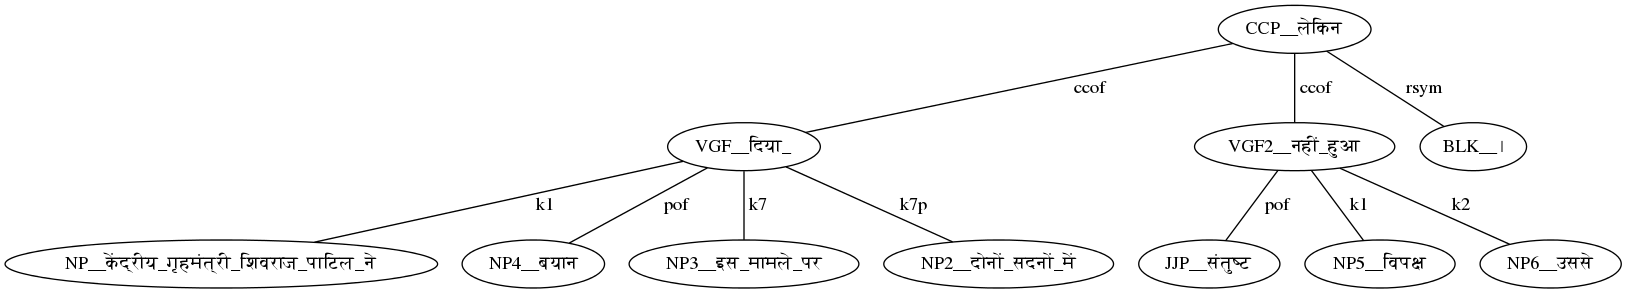 CCP__लेकिन
ccof ccof rsym
VGF__दिया_ VGF2__नहीं_हुआ BLK__।
k1 pof k7 k7p pof k1 k2
NP__केंद्रीय_गृहमंत्री_शिवराज_पाटिल_ने NP4__बयान NP3__इस_मामले_पर NP2__दोनों_सदनों_में JJP__संतुष्ट NP5__विपक्ष NP6__उससे